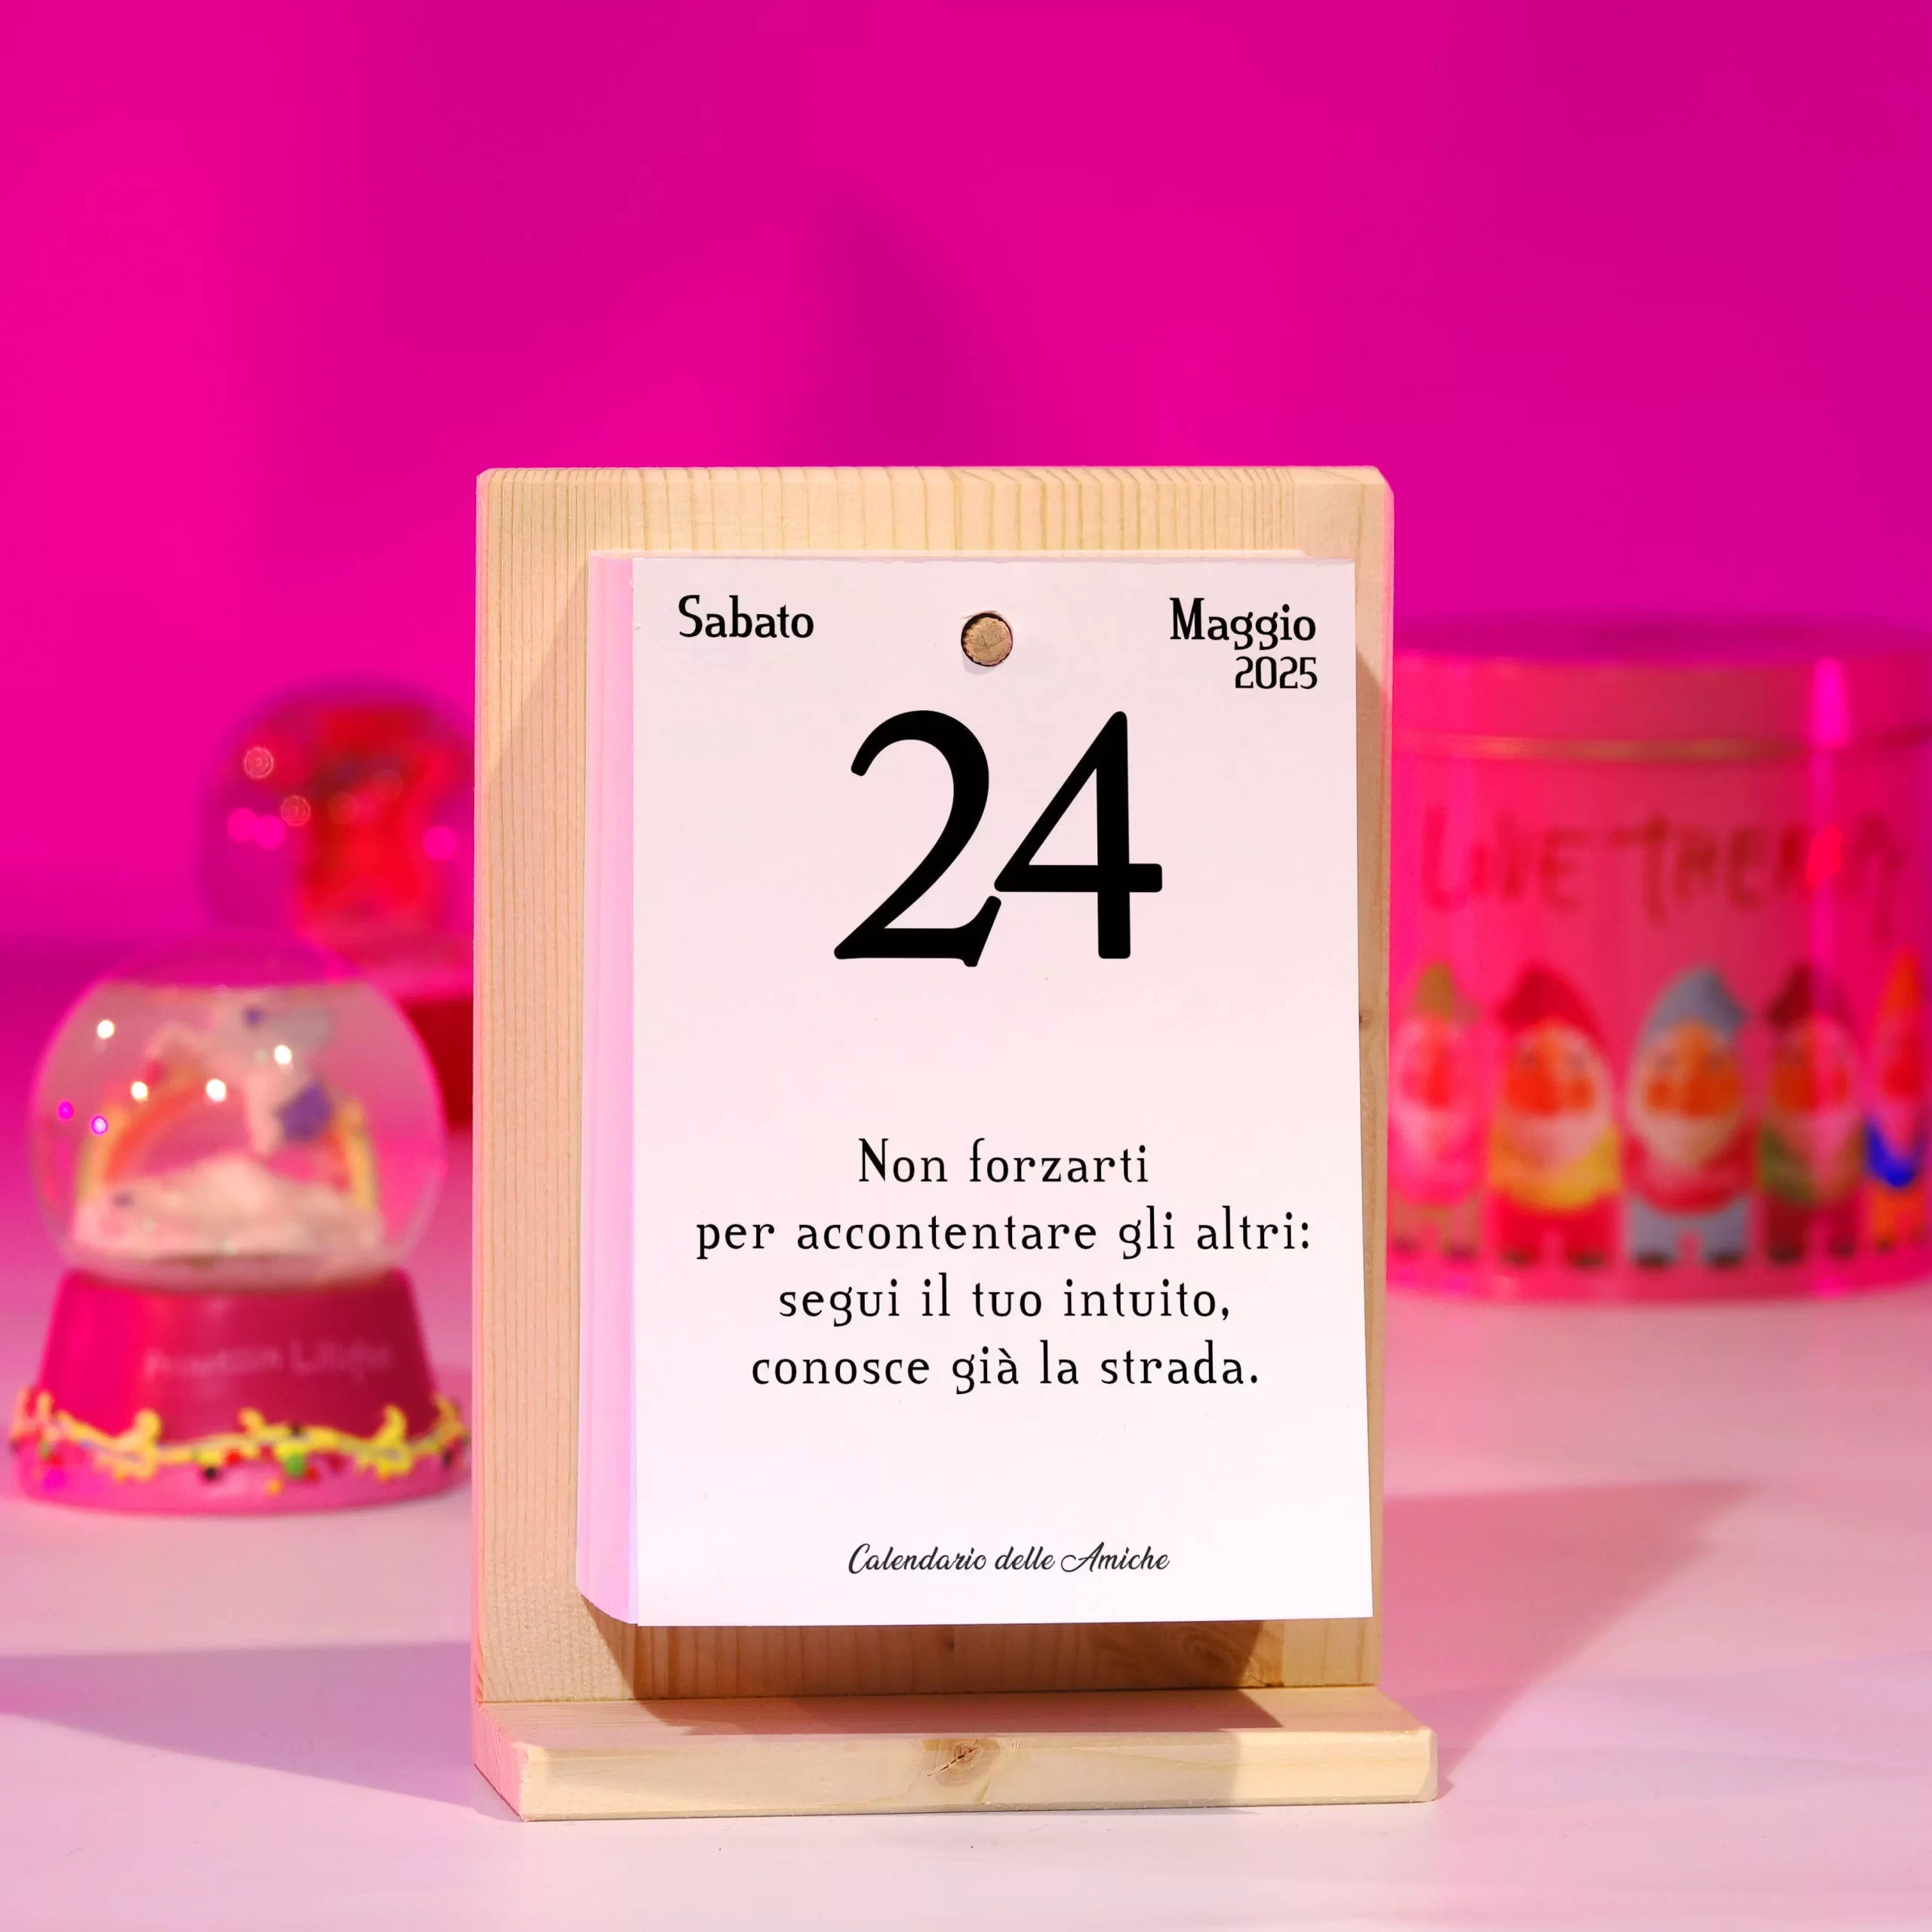 Sabato
Maggio
2025
24
Non forzarti
per accontentare gli altri:
segui il tuo intuito,
conosce già la strada.
Calendario delle Amiche